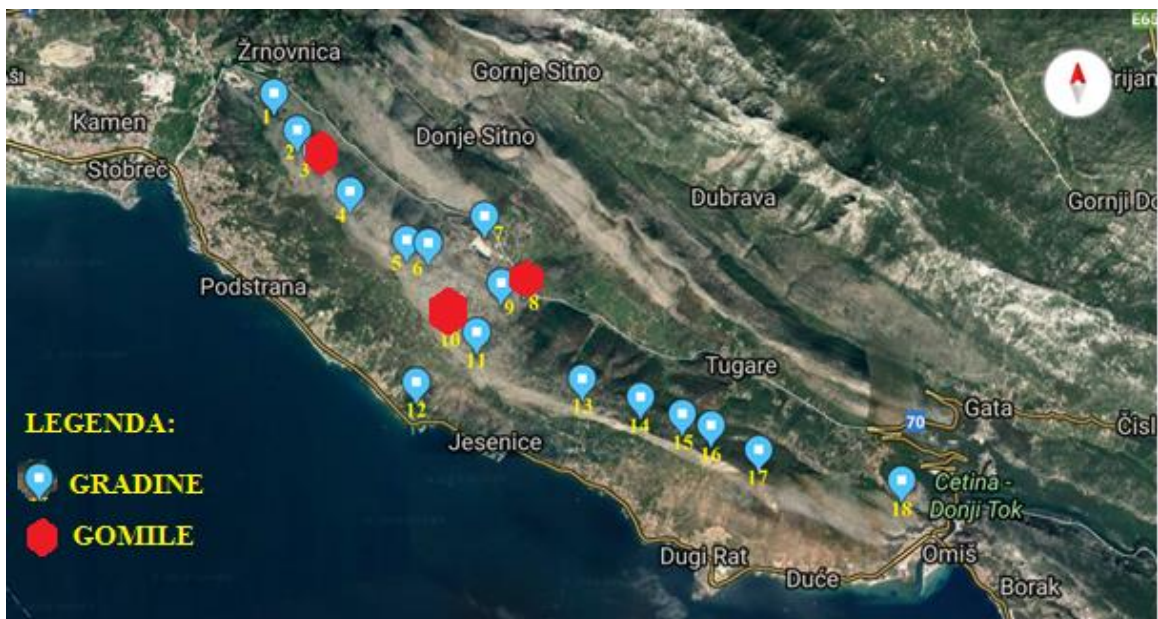 E65
Žrnovnica
Gornje Sitno
Kamen
Donje Sitno
Stobreč
Dubrava
Podstrana
Tugare
70
Gata
LEGENDA:
Jesenice
GRADINE
Cetina -
Donji Tok
GOMILE
Dugi Rat
Duće
Omiš
Borak
1
2
3
4
5
6
7
8
9
10
11
12
13
14
15
16
17
18